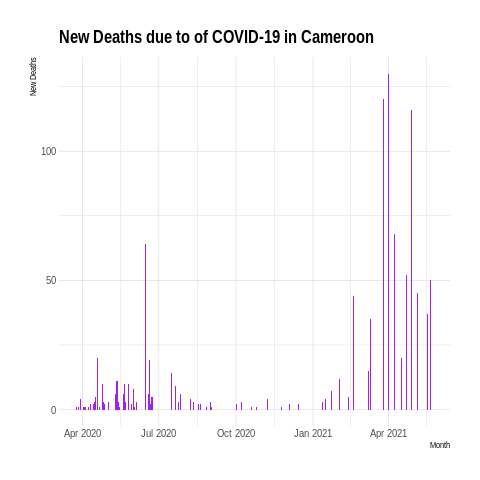 New Deaths due to of COVID-19 in Cameroon
New Deaths
100
50
0
Apr 2020 Jul 2020 Oct 2020 Jan 2021 Apr 2021
Month